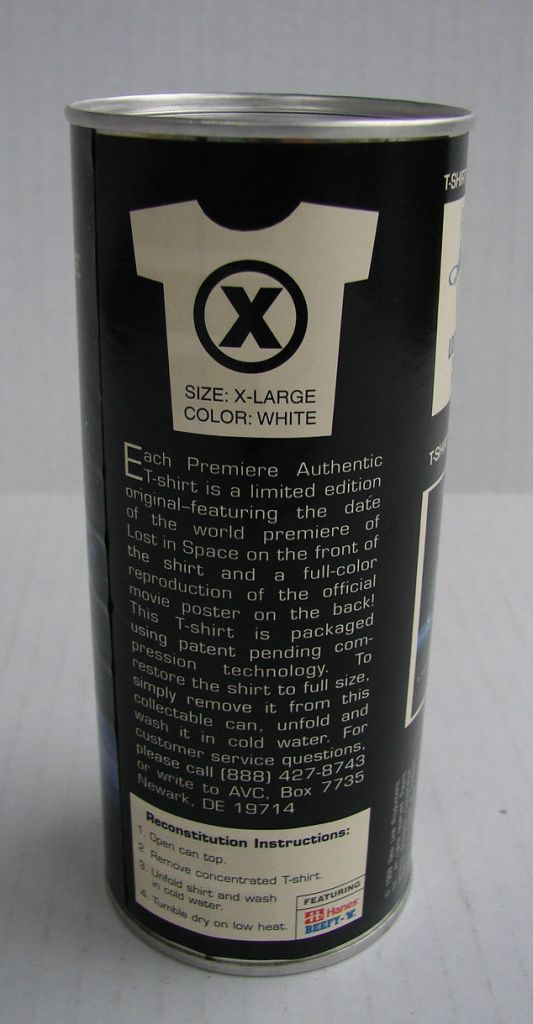 X
SIZE: X-LARGE
COLOR: WHITE
Each Premiere Authentic
T-shirt is a limited edition
original-featuring the date
of the world premiere of
Lost in Space on the front of
the shirt and a full-color
reproduction of the official
movie poster on the back!
This T-shirt is packaged
using patent pending com-
pression technology. To
restore the shirt to full size,
simply remove it from this
collectable can, unfold and
wash it in cold water. For
customer service questions,
please call (888) 427-8743
or write to AVC, Box 7735
Newark, DE 19714
Reconstitution Instructions:
1. Open can top.
2. Remove concentrated T-shirt.
3. Unfold shirt and wash
in cold water.
4. Tumble dry on low heat.
FEATURING
Hanes
BEEFY-T